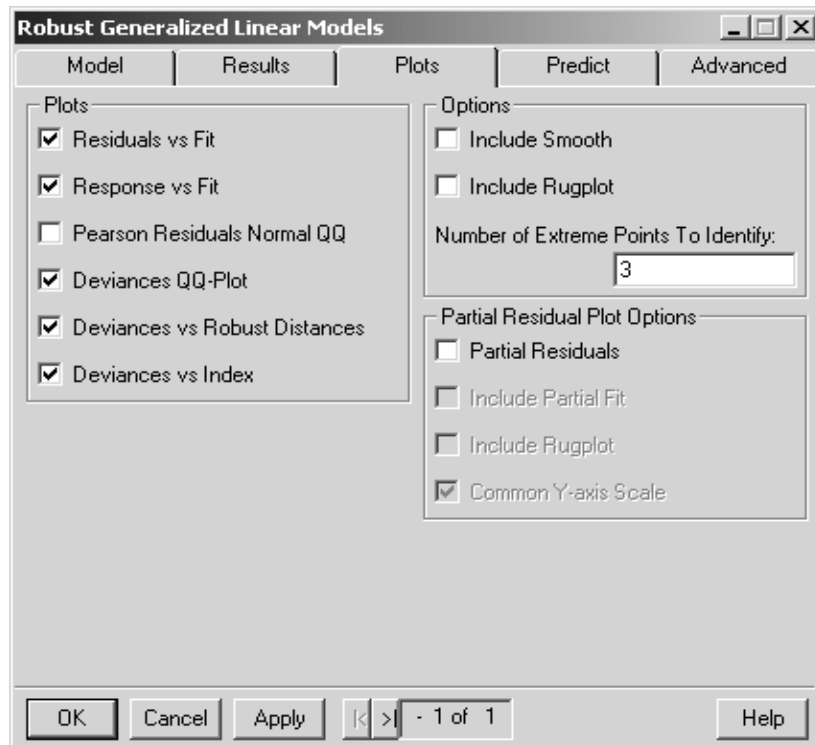 Robust Generalized Linear Models
Model Results Plots Predict Advanced
Plots
Residuals vs Fit
Response vs Fit
Pearson Residuals Normal QQ
Deviances QQ-Plot
Deviances vs Robust Distances
Deviances vs Index
Options
Include Smooth
Include Rugplot
Number of Extreme Points To Identify:
3
Partial Residual Plot Options
Partial Residuals
Include Partial Fit
Include Rugplot
Common Y-axis Scale
OK Cancel Apply |< >| - 1 of 1 Help